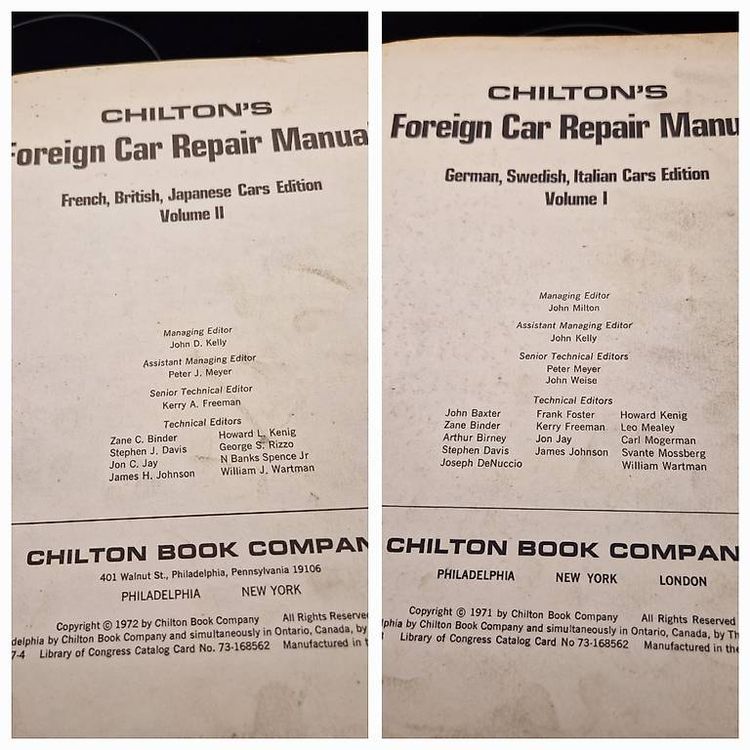 CHILTON'S
Foreign Car Repair Manual
French, British, Japanese Cars Edition
Volume II
Managing Editor
John D. Kelly
Assistant Managing Editor
Peter J. Meyer
Senior Technical Editor
Kerry A. Freeman
Technical Editors
Zane C. Binder
Stephen J. Davis
Jon C. Jay
James H. Johnson
Howard L. Kenig
George S. Rizzo
N Banks Spence Jr
William J. Wartman
CHILTON BOOK COMPAN
401 Walnut St., Philadelphia, Pennsylvania 19106
PHILADELPHIA NEW YORK
Copyright © 1972 by Chilton Book Company All Rights Reserve
delphia by Chilton Book Company and simultaneously in Ontario, Canada, by
7-4 Library of Congress Catalog Card No. 73-168562 Manufactured in t
CHILTON'S
Foreign Car Repair Manu
German, Swedish, Italian Cars Edition
Volume I
Managing Editor
John Milton
Assistant Managing Editor
John Kelly
Senior Technical Editors
Peter Meyer
John Weise
Technical Editors
John Baxter
Zane Binder
Arthur Birney
Stephen Davis
Joseph DeNuccio
Frank Foster
Kerry Freeman
Jon Jay
James Johnson
Howard Kenig
Leo Mealey
Carl Mogerman
Svante Mossberg
William Wartman
CHILTON BOOK COMPAN
PHILADELPHIA NEW YORK LONDON
Copyright © 1971 by Chilton Book Company All Rights Reserved
lphia by Chilton Book Company and simultaneously in Ontario, Canada, by Th
Library of Congress Catalog Card No 73-168562 Manufactured in the